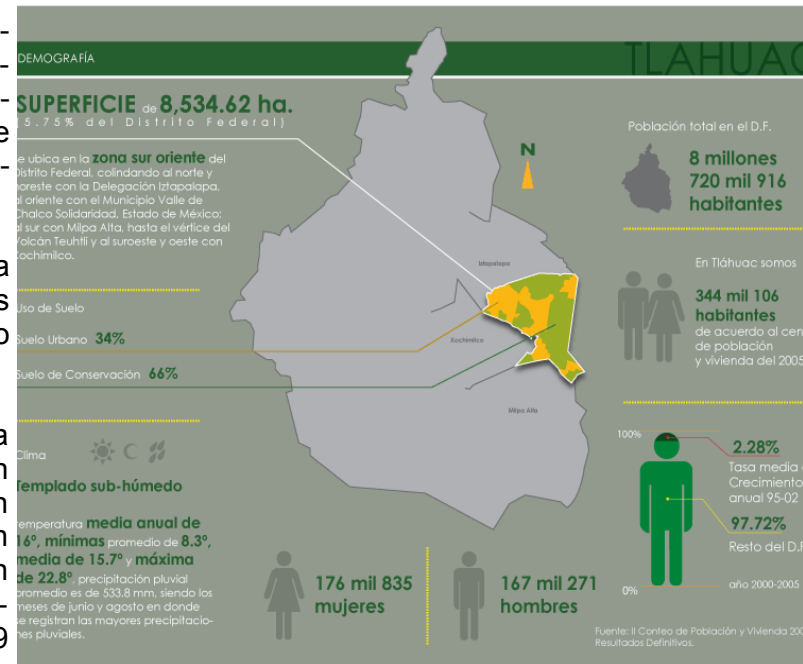 -
-
-
e
-
a
s
o
a
n
n
n
n
-
9
DEMOGRAFÍA
TLAHUAC
SUPERFICIE de 8,534.62 ha.
(5.75% del Distrito Federal)
se ubica en la zona sur oriente del
Distrito Federal, colindando al norte y
noreste con la Delegación Iztapalapa,
al oriente con el Municipio Valle de
Chalco Solidaridad, Estado de México;
al sur con Milpa Alta, hasta el vértice del
Volcán Teuhtli y al suroeste y oeste con
Xochimilco.
Uso de Suelo
Suelo Urbano 34%
Suelo de Conservación 66%
Clima
Templado sub-húmedo
temperatura media anual de
16º, mínimas promedio de 8.3º,
media de 15.7º y máxima
de 22.8º, precipitación pluvial
promedio es de 533.8 mm, siendo los
meses de junio y agosto en donde
se registran las mayores precipitacio-
nes pluviales.
N
Iztapalapa
Xochimilco
Milpa Alta
176 mil 835
mujeres
167 mil 271
hombres
Población total en el D.F.
8 millones
720 mil 916
habitantes
En Tláhuac somos
344 mil 106
habitantes
de acuerdo al cen
de población
y vivienda del 2005
100%
2.28%
Tasa media
Crecimiento
anual 95-02
97.72%
Resto del D.F
0%
año 2000-2005
Fuente: II Conteo de Población y Vivienda 200
Resultados Definitivos.